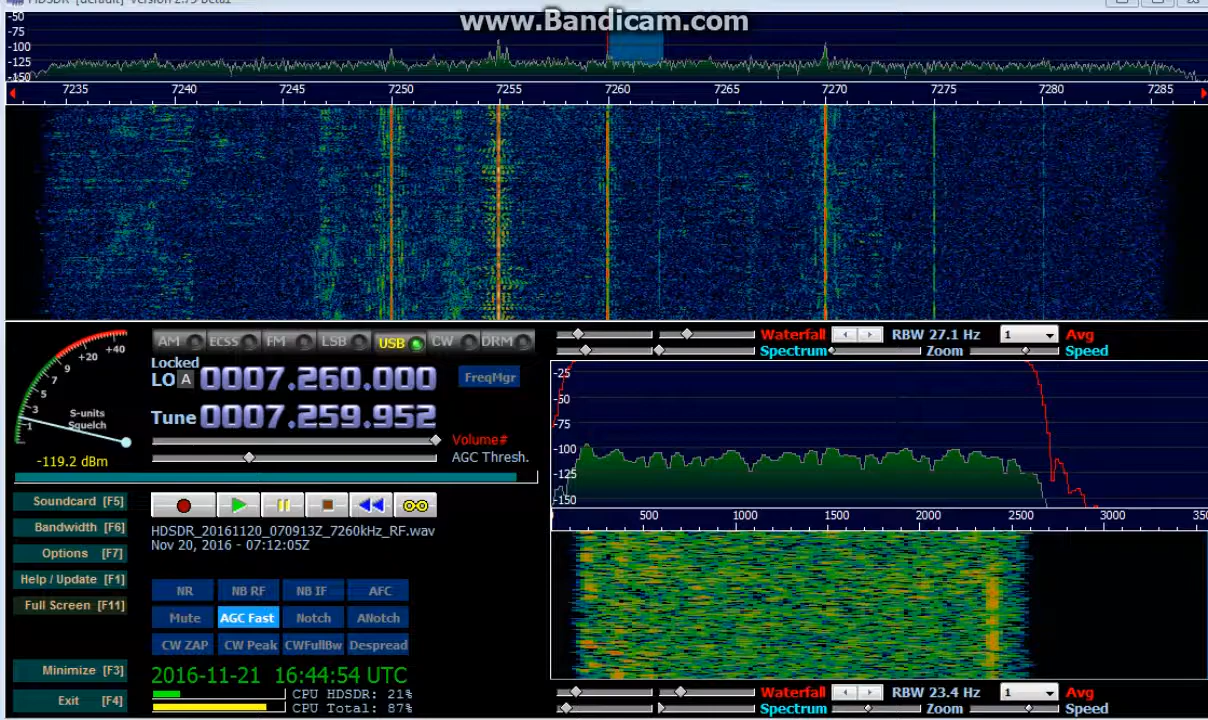 HDSDR [default] version 2.75 beta1
www.Bandicam.com
-50
-75
-100
-125
-150
7235 7240 7245 7250 7255 7260 7265 7270 7275 7280 7285
+20 +40
9
7
5
3
1
S-units
Squelch
-119.2 dBm
AM ECSS FM LSB USB CW DRM
Locked
LO A 0007.260.000 FreqMgr
Tune 0007.259.952
Volume#
AGC Thresh.
Soundcard [F5]
Bandwidth [F6]
Options [F7]
Help / Update [F1]
Full Screen [F11]
Minimize [F3]
Exit [F4]
HDSDR_20161120_070913Z_7260kHz_RF.wav
Nov 20, 2016 - 07:12:05Z
NR NB RF NB IF AFC
Mute AGC Fast Notch ANotch
CW ZAP CW Peak CWFullBw Despread
2016-11-21 16:44:54 UTC
CPU HDSDR: 21%
CPU Total: 87%
Waterfall RBW 27.1 Hz 1 Avg
Spectrum Zoom Speed
-25
-50
-75
-100
-125
-150
500 1000 1500 2000 2500 3000 350
Waterfall RBW 23.4 Hz 1 Avg
Spectrum Zoom Speed